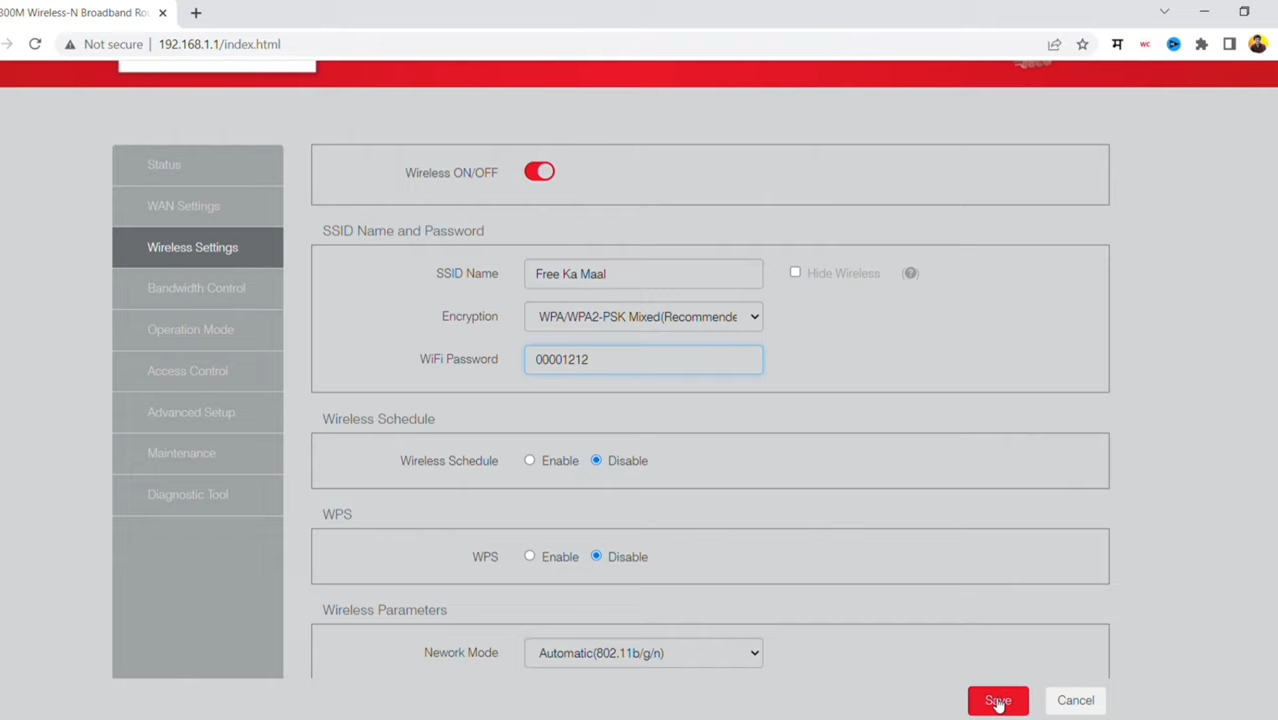 300M Wireless-N Broadband Rou
Not secure 192.168.1.1/index.html
म WC
Status
WAN Settings
Wireless Settings
Bandwidth Control
Operation Mode
Access Control
Advanced Setup
Maintenance
Diagnostic Tool
Wireless ON/OFF
SSID Name and Password
SSID Name Free Ka Maal Hide Wireless ?
Encryption WPA/WPA2-PSK Mixed(Recommende
WiFi Password 00001212
Wireless Schedule
Wireless Schedule Enable Disable
WPS
WPS Enable Disable
Wireless Parameters
Nework Mode Automatic(802.11b/g/n)
Save Cancel